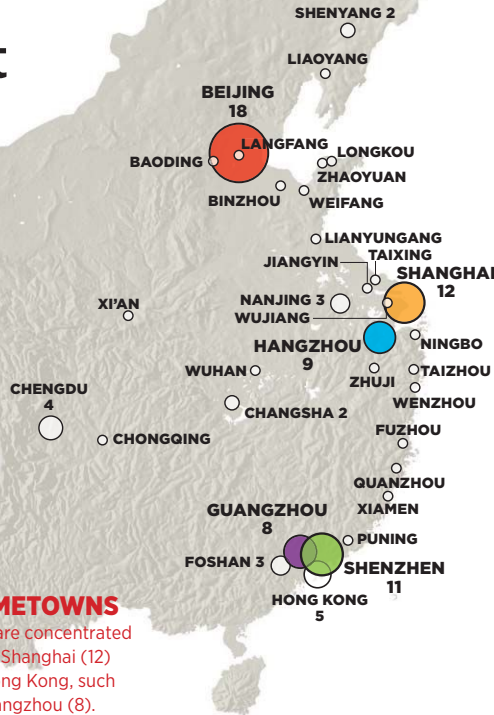 t
SHENYANG 2
LIAOYANG
BEIJING
18
LANGFANG
BAODING
LONGKOU
ZHAOYUAN
BINZHOU
WEIFANG
LIANYUNGANG
JIANGYIN
TAIXING
SHANGHAI
12
XI'AN
NANJING 3
WUJIANG
HANGZHOU
9
NINGBO
WUHAN
ZHUJI
TAIZHOU
CHENGDU
4
WENZHOU
CHANGSHA 2
CHONGQING
FUZHOU
QUANZHOU
XIAMEN
GUANGZHOU
8
PUNING
FOSHAN 3
SHENZHEN
11
HONG KONG
5
METOWNS
are concentrated
Shanghai (12)
ng Kong, such
angzhou (8).